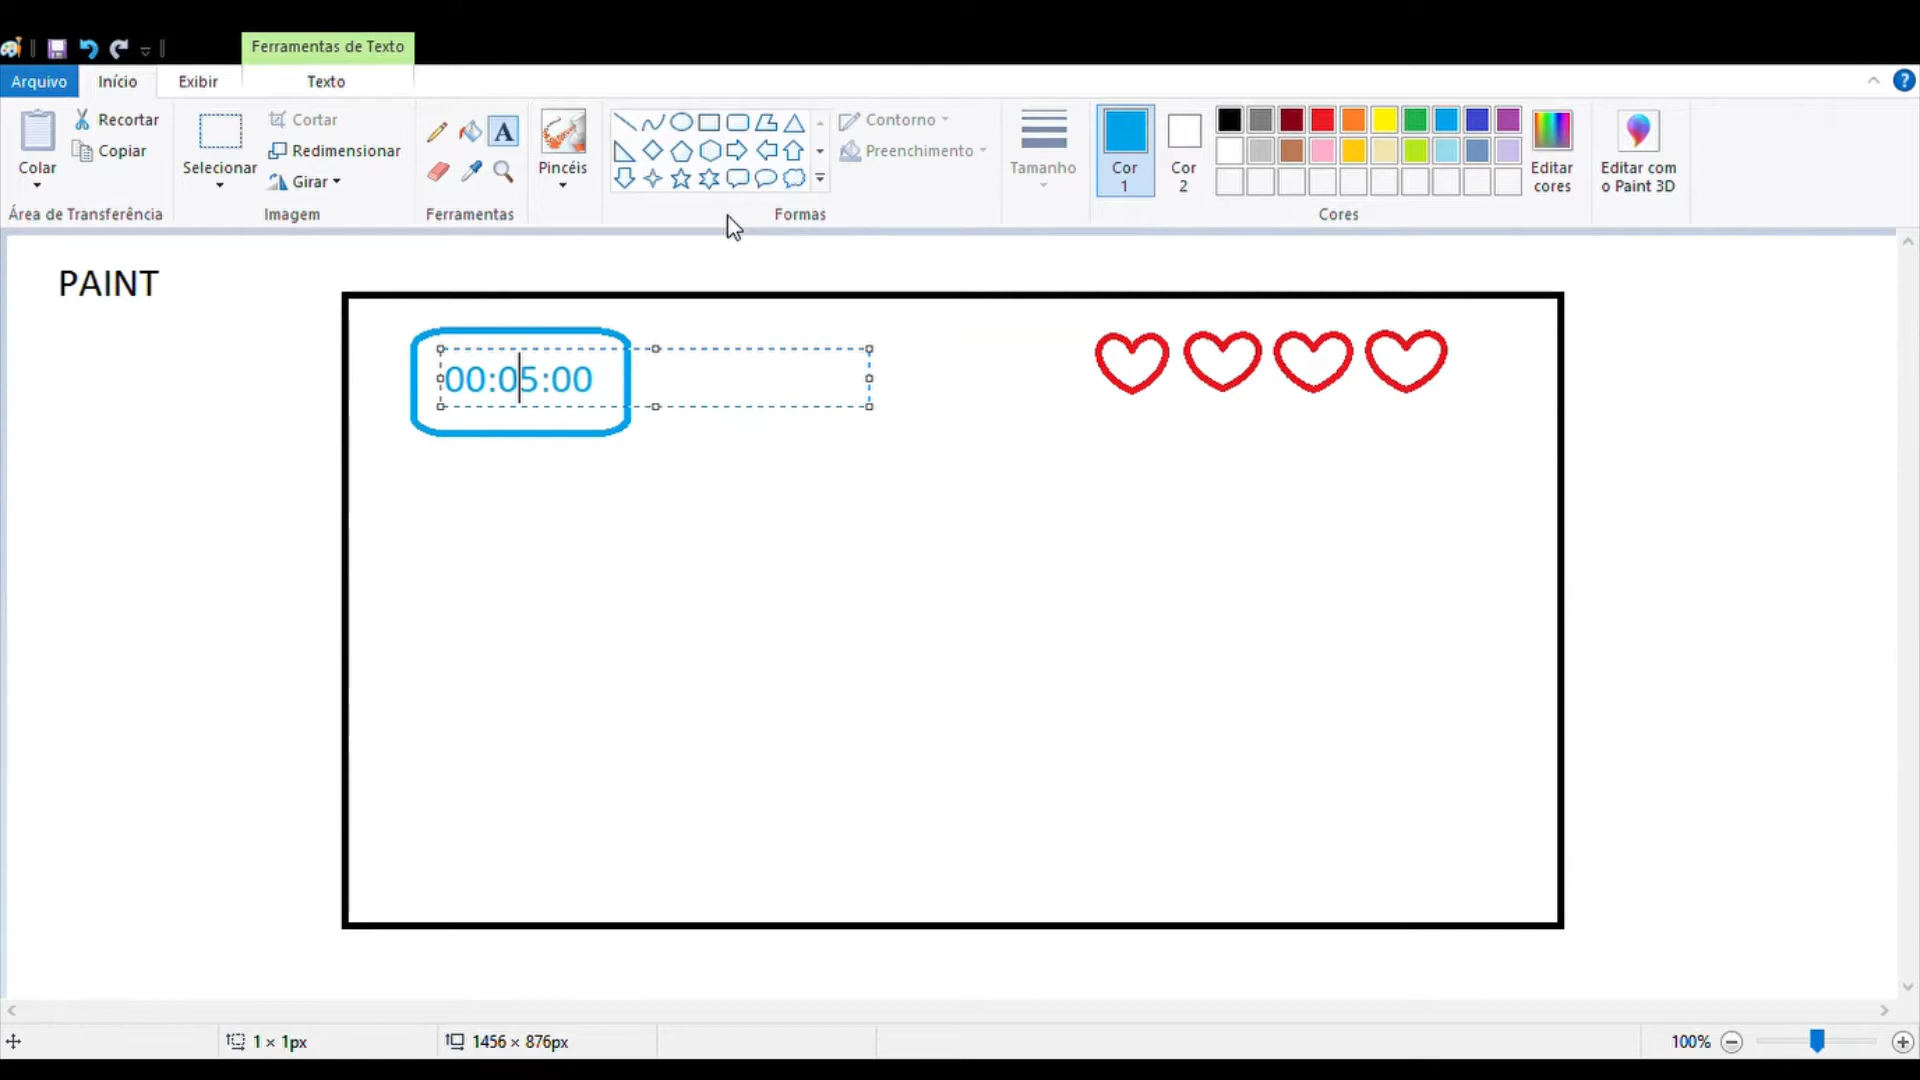 Ferramentas de Texto
Arquivo Início Exibir Texto
Colar
Recortar
Copiar
Área de Transferência
Selecionar
Cortar
Redimensionar
Girar
Imagem
A
Ferramentas
Pincéis
Contorno
Preenchimento
Formas
Tamanho
Cor 1
Cor 2
Editar cores
Cores
Editar com o Paint 3D
?
PAINT
00:05:00
1 × 1px
1456 × 876px
100%